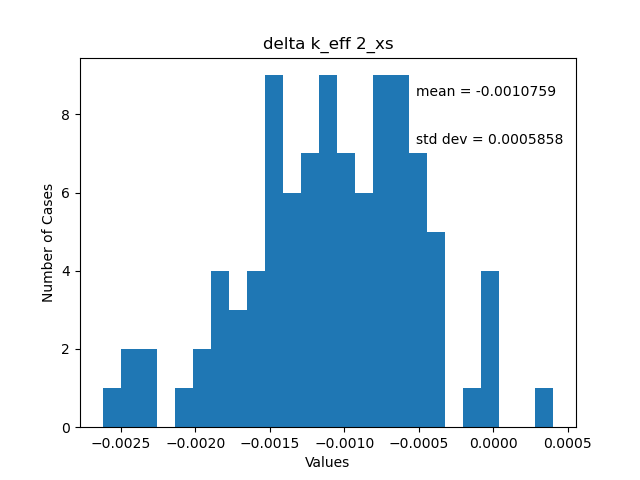 delta k_eff 2_xs
mean = -0.0010759
std dev = 0.0005858
Number of Cases
8
6
4
2
0
−0.0025 −0.0020 −0.0015 −0.0010 −0.0005 0.0000 0.0005
Values